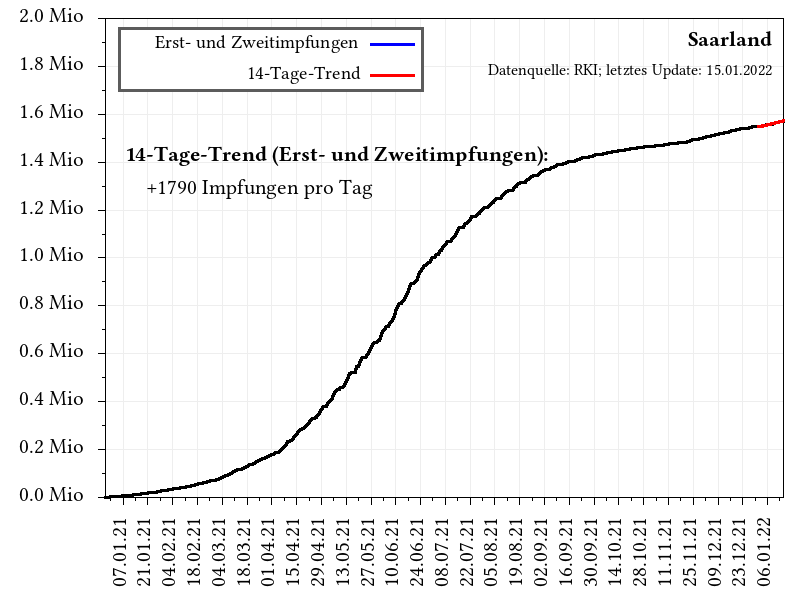 2.0 Mio
1.8 Mio
1.6 Mio
1.4 Mio
1.2 Mio
1.0 Mio
0.8 Mio
0.6 Mio
0.4 Mio
0.2 Mio
0.0 Mio
Erst- und Zweitimpfungen
14-Tage-Trend
Saarland
Datenquelle: RKI; letztes Update: 15.01.2022
14-Tage-Trend (Erst- und Zweitimpfungen):
+1790 Impfungen pro Tag
07.01.21
21.01.21
04.02.21
18.02.21
04.03.21
18.03.21
01.04.21
15.04.21
29.04.21
13.05.21
27.05.21
10.06.21
24.06.21
08.07.21
22.07.21
05.08.21
19.08.21
02.09.21
16.09.21
30.09.21
14.10.21
28.10.21
11.11.21
25.11.21
09.12.21
23.12.21
06.01.22